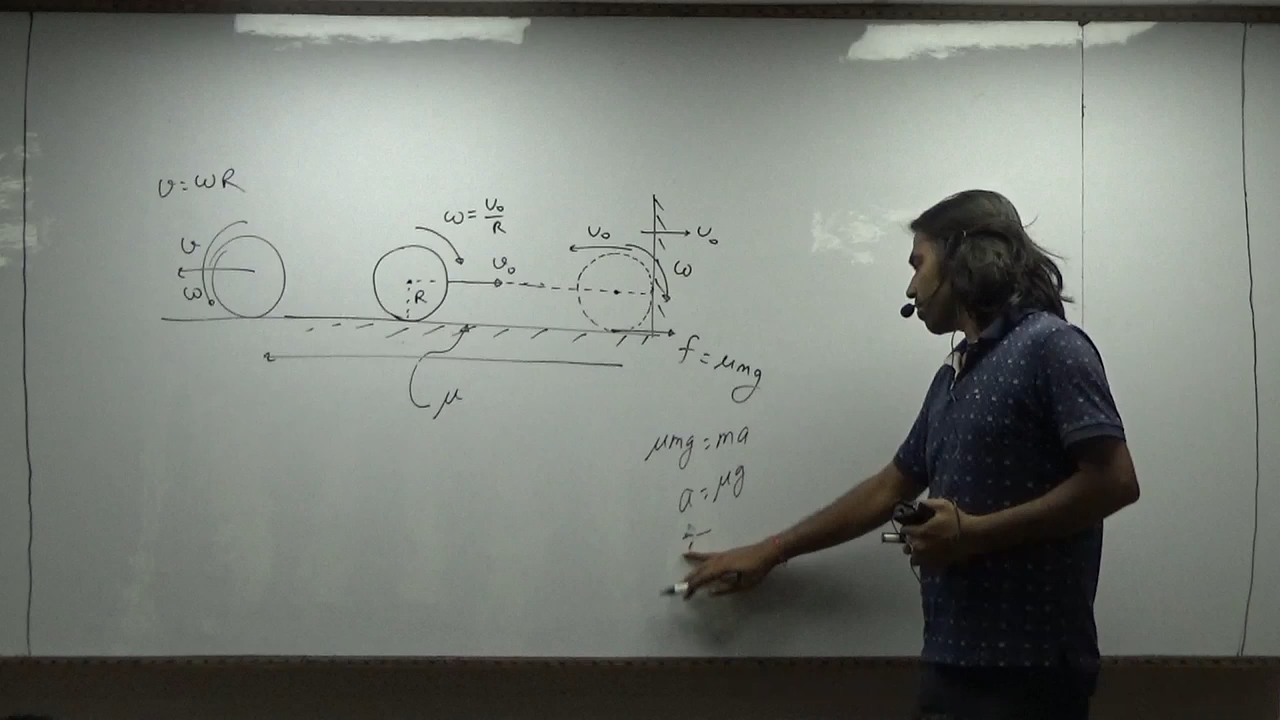 v = ωR
ω = v₀/R
v
ω
v₀
R
v₀
v₀
ω
f = μmg
μ
μmg = ma
a = μg